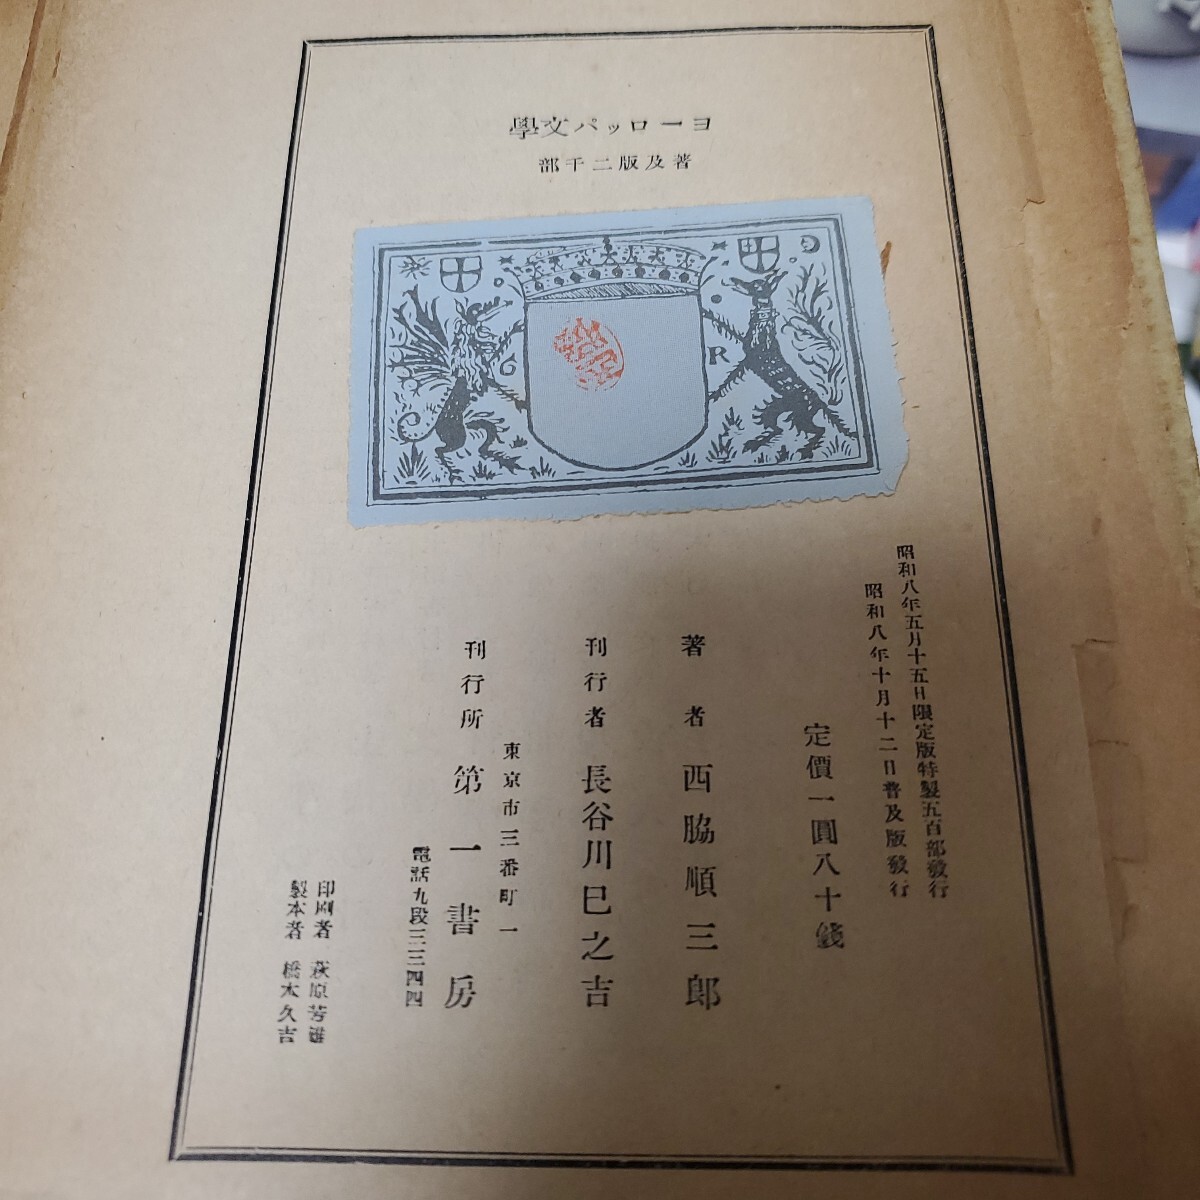 ヨーロッパ文學
著及版二千部
G R
昭和八年五月十五日限定版特製五百部發行
昭和八年十月十二日普及版發行
定價一圓八十錢
著者 西脇順三郎
刊行者 長谷川巳之吉
東京市三番町一
刊行所 第一書房
電話九段三三四四
印刷者 萩原芳雄
製本者 橋本久吉